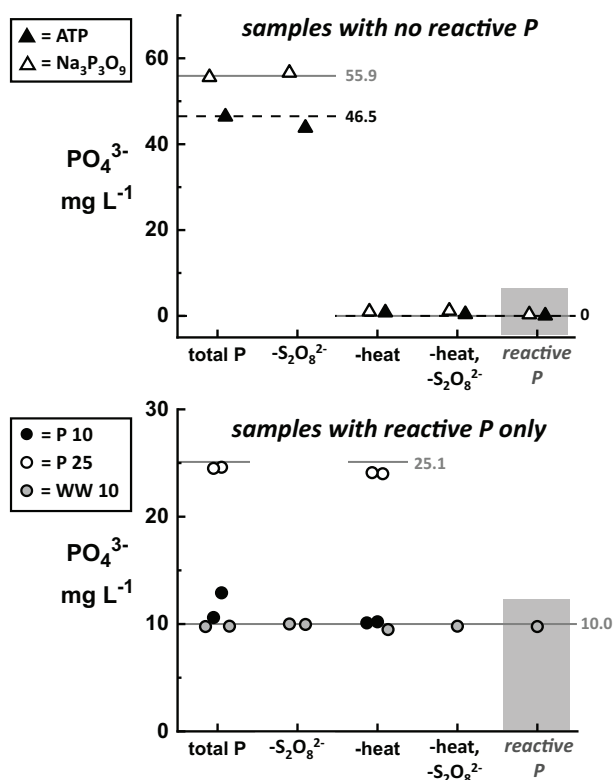 ▲ = ATP
△ = Na₃P₃O₉
samples with no reactive P
60
40
20
0
PO₄³⁻
mg L⁻¹
55.9
46.5
0
total P
-S₂O₈²⁻
-heat
-heat,
-S₂O₈²⁻
reactive
P
● = P 10
○ = P 25
● = WW 10
samples with reactive P only
30
20
10
0
PO₄³⁻
mg L⁻¹
25.1
10.0
total P
-S₂O₈²⁻
-heat
-heat,
-S₂O₈²⁻
reactive
P